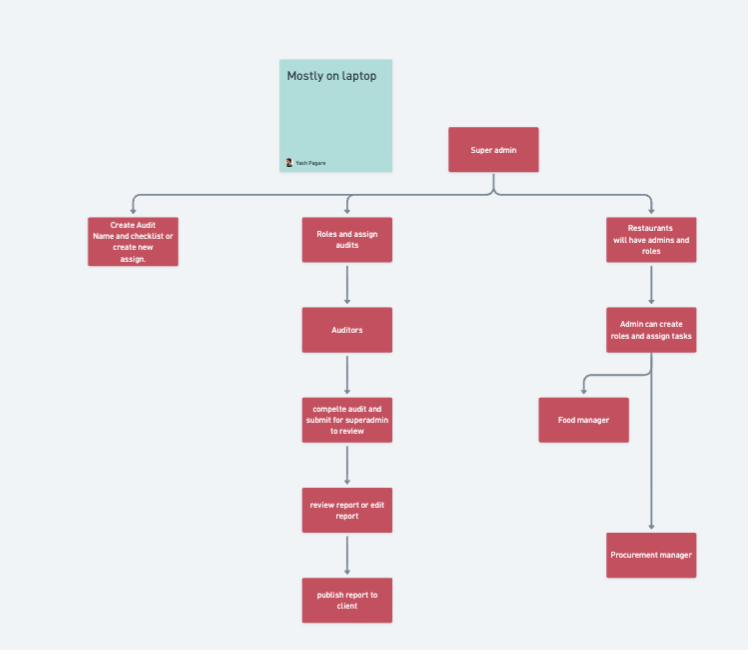 Mostly on laptop
Yash Pagare
Super admin
Create Audit
Name and checklist or
create new
assign.
Roles and assign
audits
Restaurants
will have admins and
roles
Auditors
Admin can create
roles and assign tasks
compelte audit and
submit for superadmin
to review
Food manager
review report or edit
report
Procurement manager
publish report to
client